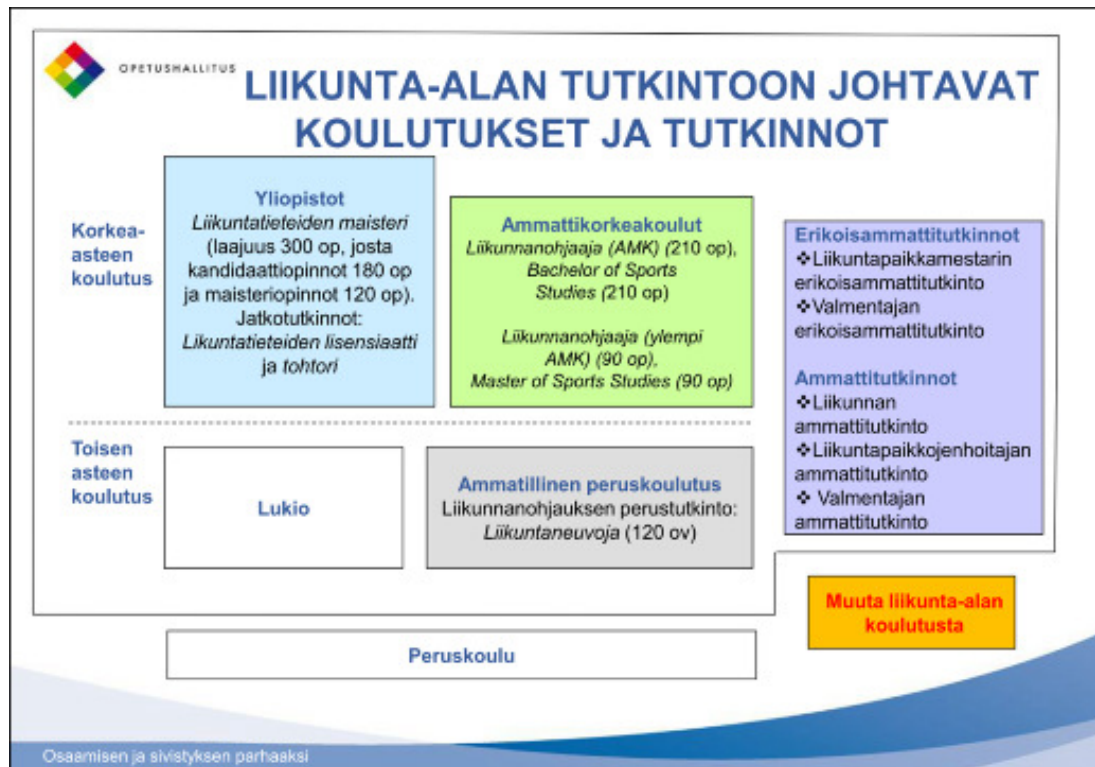 OPETUSHALLITUS
LIIKUNTA-ALAN TUTKINTOON JOHTAVAT
KOULUTUKSET JA TUTKINNOT
Korkea-
asteen
koulutus
Yliopistot
Liikuntatieteiden maisteri
(laajuus 300 op, josta
kandidaattiopinnot 180 op
ja maisteriopinnot 120 op).
Jatkotutkinnot:
Likuntatieteiden lisensiaatti
ja tohtori
Ammattikorkeakoulut
Liikunnanohjaaja (AMK) (210 op),
Bachelor of Sports
Studies (210 op)
Liikunnanohjaaja (ylempi
AMK) (90 op),
Master of Sports Studies (90 op)
Erikoisammattitutkinnot
❖Liikuntapaikkamestarin
erikoisammattitutkinto
❖Valmentajan
erikoisammattitutkinto
Ammattitutkinnot
❖Liikunnan
ammattitutkinto
❖Liikuntapaikkojenhoitajan
ammattitutkinto
❖ Valmentajan
ammattitutkinto
Toisen
asteen
koulutus
Lukio
Ammatillinen peruskoulutus
Liikunnanohjauksen perustutkinto:
Liikuntaneuvoja (120 ov)
Muuta liikunta-alan
koulutusta
Peruskoulu
Osaamisen ja sivistyksen parhaaksi